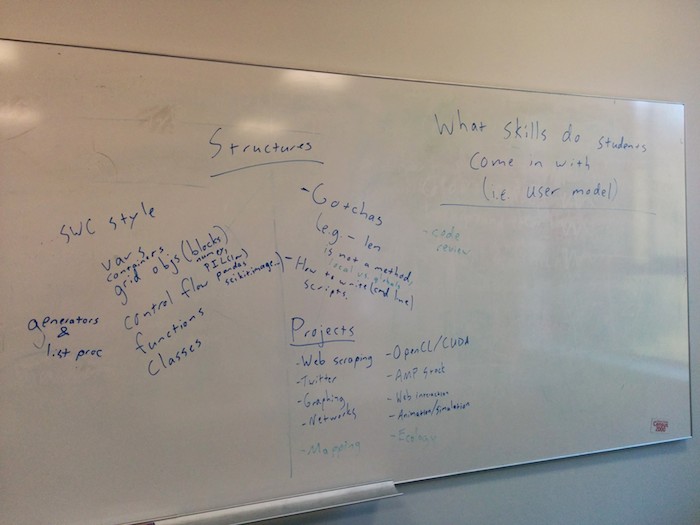 Structures
SWC style
vars
containers
grid objs (blocks)
numpy,
PIL(im)
control flow pandas
scikitimage...)
generators
&
list proc
functions
classes
- Gotchas
(e.g - len
is not a method,
local vs globals
- How to write (cmd line)
scripts.
Projects
- Web scraping
- Twitter
- Graphing
- Networks
- Mapping
- OpenCL/CUDA
- AMP stack
- Web interaction
- Animation/Simulation
- Ecology
What skills do students
come in with
(i.e. user model)
- code
review